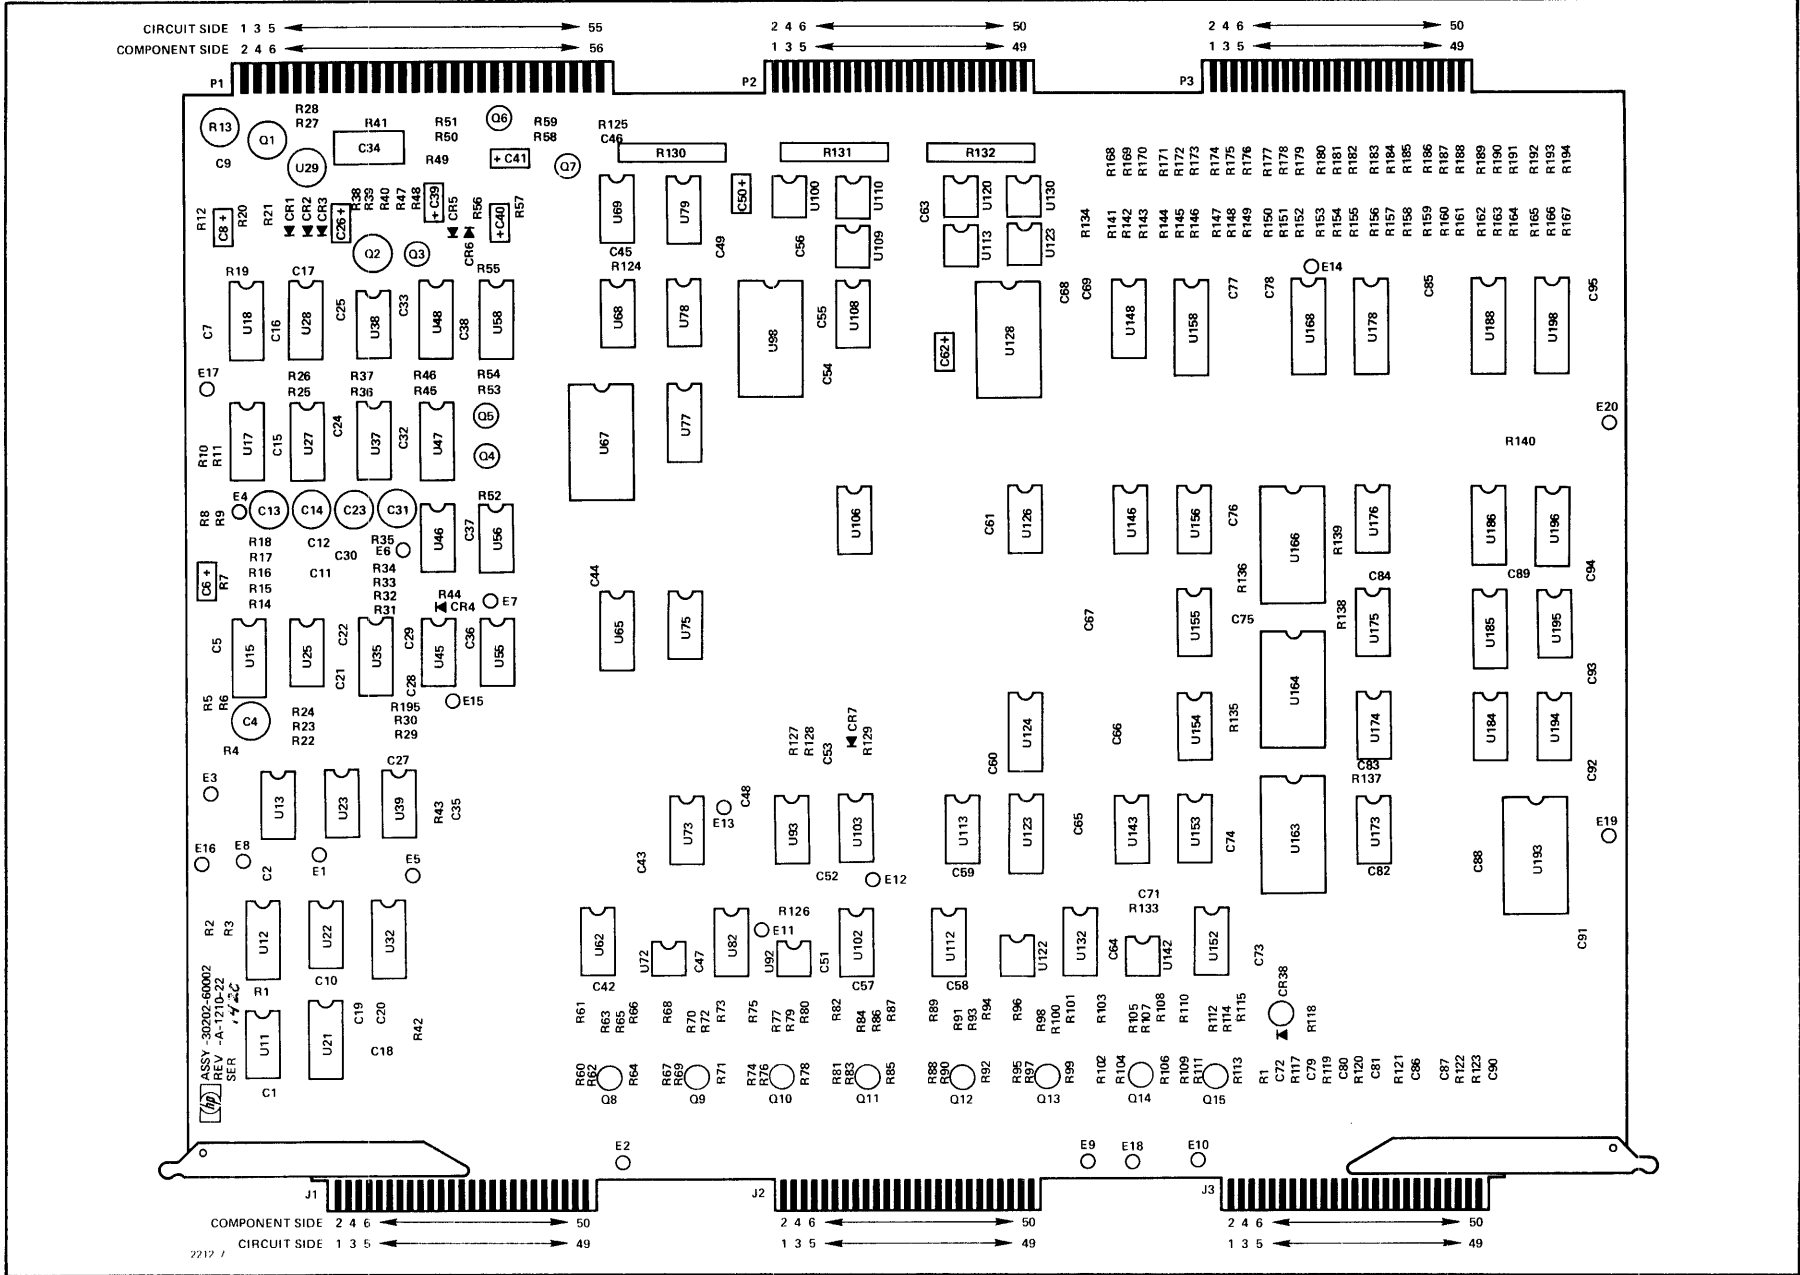 CIRCUIT SIDE 1 3 5 55
COMPONENT SIDE 2 4 6 56
2 4 6 50
1 3 5 49
2 4 6 50
1 3 5 49
P1 P2 P3
R13 Q1 R28 R27 R41 C34 R51 R50 Q6 R59 R58 R125 C46
C9 U29 R49 + C41 Q7 R130 R131 R132
R168 R169 R170 R171 R172 R173 R174 R175 R176 R177 R178 R179 R180 R181 R182 R183 R184 R185 R186 R187 R188 R189 R190 R191 R192 R193 R194
R12 C8+ R20 R21 CR1 CR2 CR3 C26+ R38 R39 R40 R47 R48 +C39 CR5 R56 CR6 +C40 R57
U69 U79 C50+ U100 U110 C63 U120 U130
Q2 Q3 C45 C49 C56 U109 U113 U123
R134 R141 R142 R143 R144 R145 R146 R147 R148 R149 R150 R151 R152 R153 R154 R155 R156 R157 R158 R159 R160 R161 R162 R163 R164 R165 R166 R167
R19 C17 R55 R124 E14
C7 U18 C16 U28 C25 U38 C33 U48 C38 U58 U68 U78 U98 C55 U108 U128 C68 C69 U148 U158 C77 C78 U168 U178 C85 U188 U198 C95
C54 C62+
E17 R26 R25 R37 R36 R46 R45 R54 R53
R10 R11 U17 C15 U27 C24 U37 C32 U47 Q5 Q4 U67 U77 R140 E20
R8 R9 E4 C13 C14 C23 C31 U46 C37 R52 U56 U106 C61 U126 U146 U156 C76 U166 R139 U176 U186 U196
R18 R17 R16 R15 R14 C12 C30 C11 R35 E6 R34 R33 R32 R31
C6 + R7 R44 CR4 E7 C44 R136 C84 C89 C94
C5 U15 U25 C22 C21 U35 C29 C28 U45 C36 U55 U65 U75 C67 U155 C75 R138 U175 U185 U195 C93
R5 R6 C4 R4 R24 R23 R22 R195 R30 R29 E15
R127 R128 C53 CR7 R129 C60 U124 C66 U154 R135 U164 U174 C83 R137 U184 U194 C92
E3 U13 U23 C27 U39 R43 C35
C43 U73 E13 C48 U93 U103 C52 E12 U113 C59 U123 C65 U143 U153 C74 U163 U173 C82 C88 U193 E19
E16 E8 C2 E1 E5
R2 R3 U12 U22 C10 U32 R1
U62 C42 U72 C47 U82 E11 R126 U92 C51 U102 C57 U112 C58 U122 U132 C64 C71 R133 U142 U152 C73 C91
ASSY -30202-60002
REV -A-1210-22
SER 1420
hp
U11 C1 U21 C19 C20 C18 R42
R61 R63 R65 R66 R68 R70 R72 R73 R75 R77 R79 R80 R82 R84 R86 R87 R89 R91 R93 R94 R96 R98 R100 R101 R103 R105 R107 R108 R110 R112 R114 R115 CR38 R118
R60 R62 R64 R67 R69 R71 R74 R76 R78 R81 R83 R85 R88 R90 R92 R95 R97 R99 R102 R104 R106 R109 R111 R113 R1 C72 R117 C79 R119 C80 R120 C81 R121 C86 C87 R122 R123 C90
Q8 Q9 Q10 Q11 Q12 Q13 Q14 Q15
E2 E9 E18 E10
J1 J2 J3
COMPONENT SIDE 2 4 6 50
CIRCUIT SIDE 1 3 5 49
2 4 6 50
1 3 5 49
2 4 6 50
1 3 5 49
2212